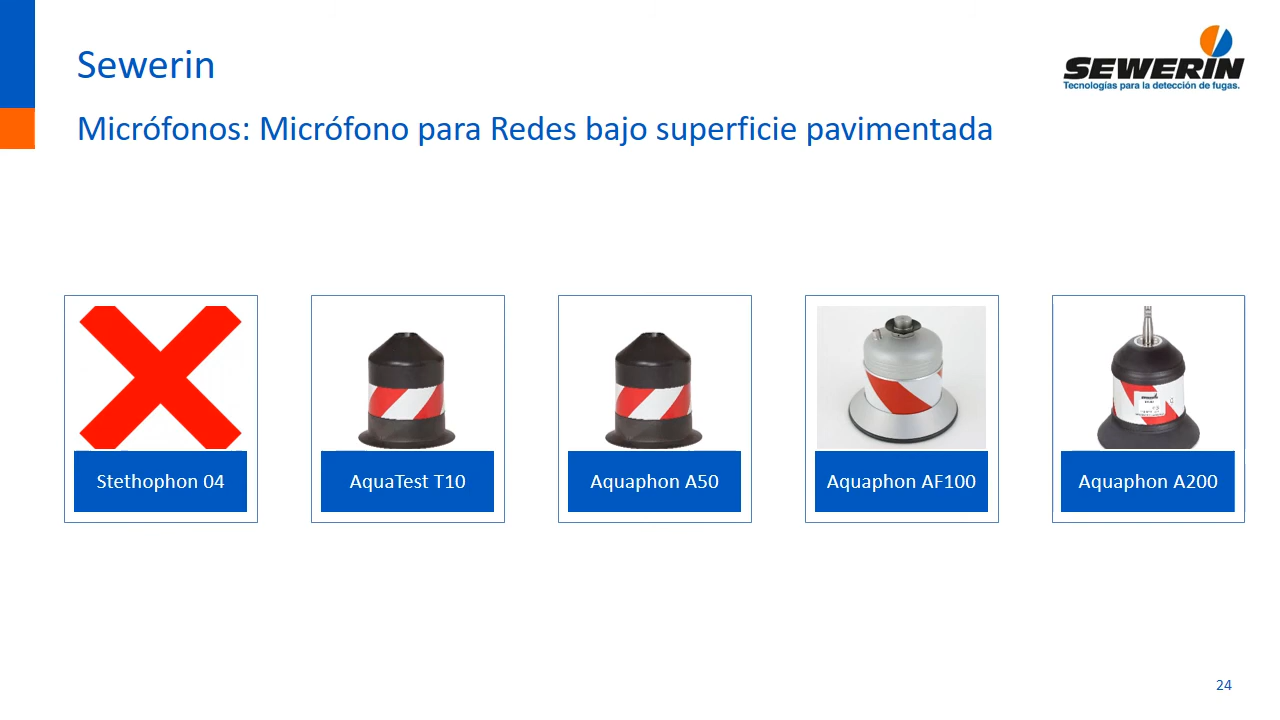 Sewerin
SEWERIN
Tecnologías para la detección de fugas.
Micrófonos: Micrófono para Redes bajo superficie pavimentada
Stethophon 04
AquaTest T10
Aquaphon A50
Aquaphon AF100
Aquaphon A200
24